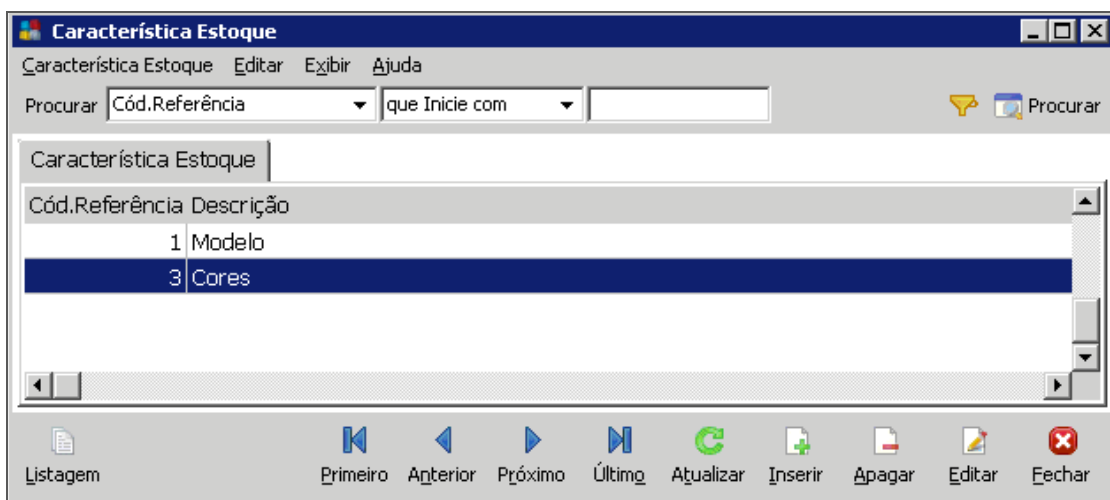 Característica Estoque
Característica Estoque Editar Exibir Ajuda
Procurar Cód.Referência que Inicie com Procurar
Característica Estoque
Cód.Referência Descrição
1 Modelo
3 Cores
Listagem Primeiro Anterior Próximo Último Atualizar Inserir Apagar Editar Fechar